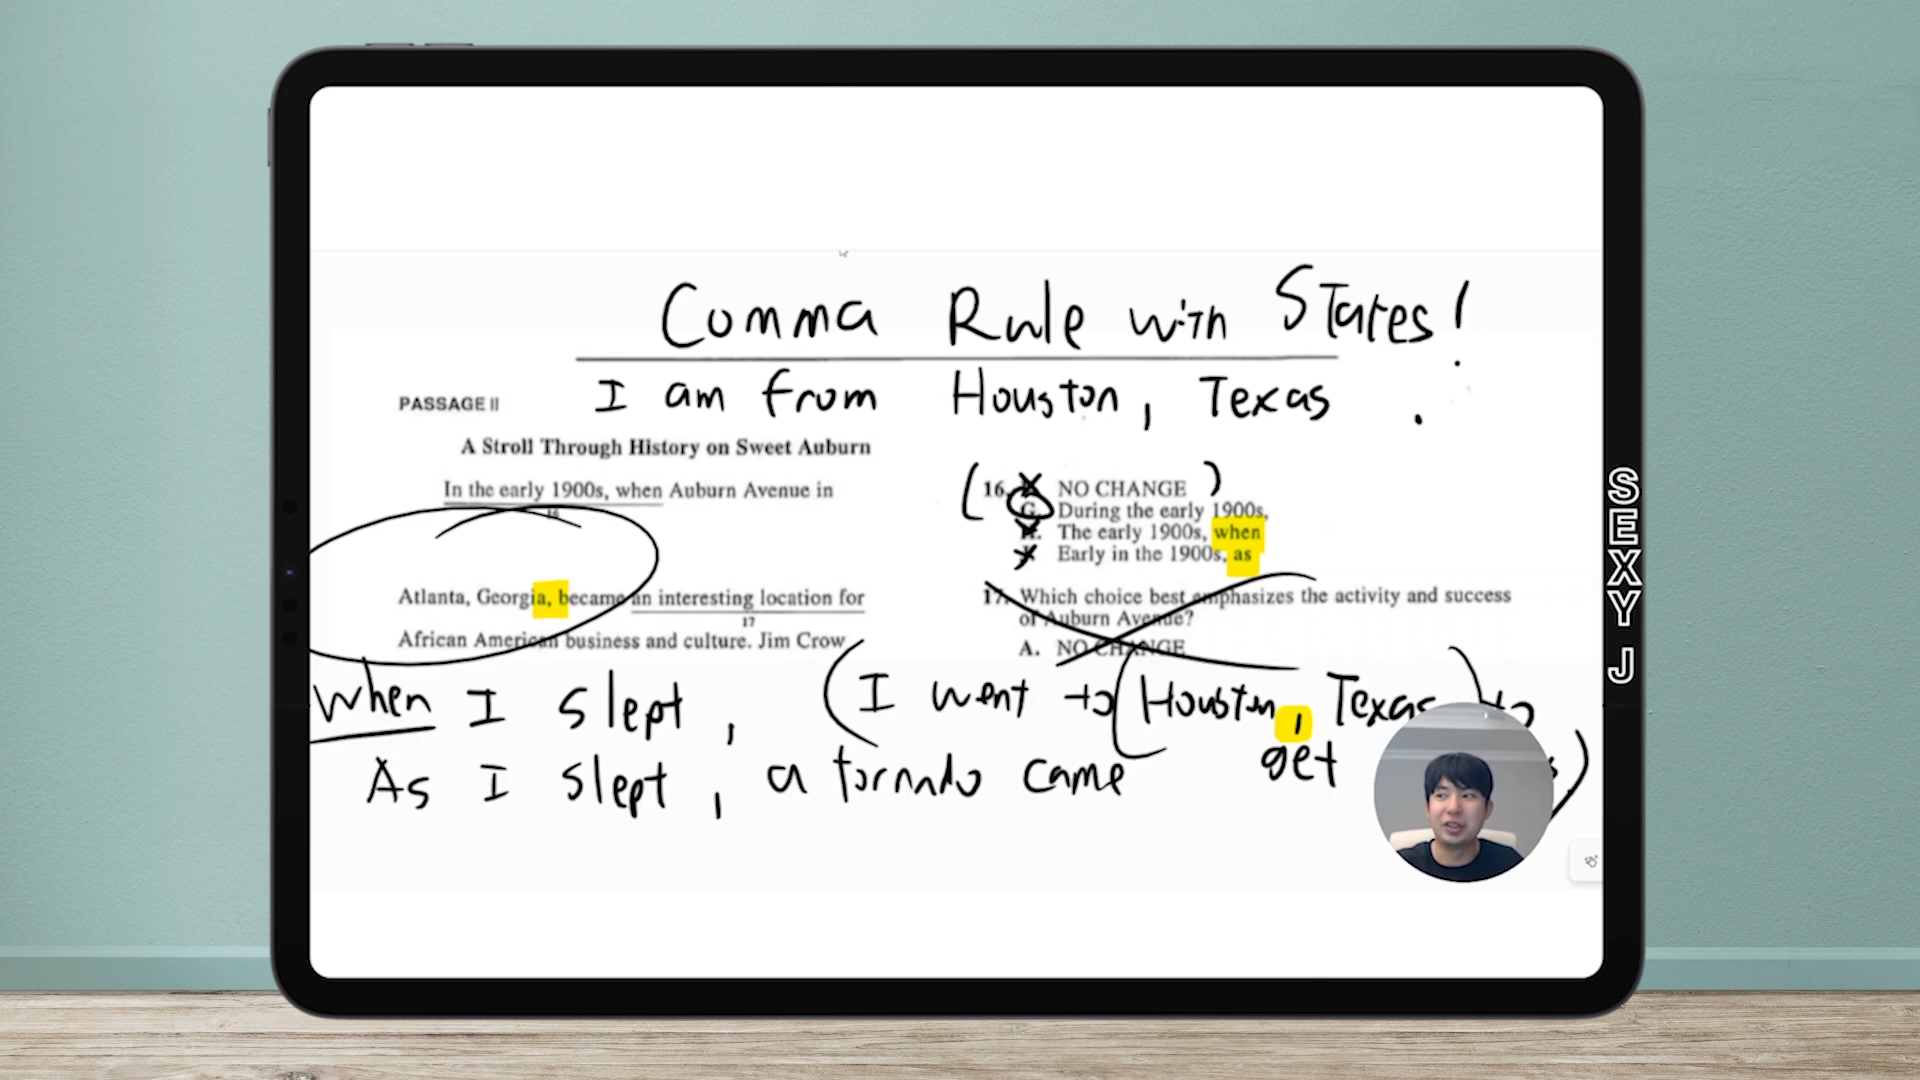 Comma Rule with States!
I am from Houston, Texas .
PASSAGE II
A Stroll Through History on Sweet Auburn
In the early 1900s, when Auburn Avenue in
16
Atlanta, Georgia, became an interesting location for
17
African American business and culture. Jim Crow
(16. NO CHANGE )
G. During the early 1900s,
The early 1900s, when
Early in the 1900s, as
17. Which choice best emphasizes the activity and success
of Auburn Avenue?
A. NO CHANGE
When I slept, (I went to (Houston, Texas) to
get
As I slept, a tornado came
SEXY J